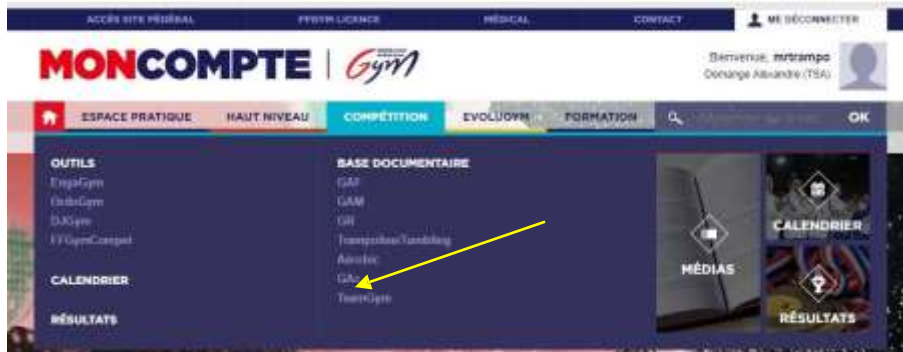 ACCÈS SITE FÉDÉRAL
FFGYM LICENCE
MÉDICAL
CONTACT
ME DÉCONNECTER
MONCOMPTE
Gym
Bienvenue, mrtrampo
Domange Alexandre (TSA)
ESPACE PRATIQUE
HAUT NIVEAU
COMPÉTITION
EVOLUGYM
FORMATION
OK
OUTILS
EngaGym
DJGym
FFGymCompet
CALENDRIER
RÉSULTATS
BASE DOCUMENTAIRE
GAF
GAM
GR
Trampoline/Tumbling
Aérobic
GAc
TeamGym
MÉDIAS
CALENDRIER
RÉSULTATS